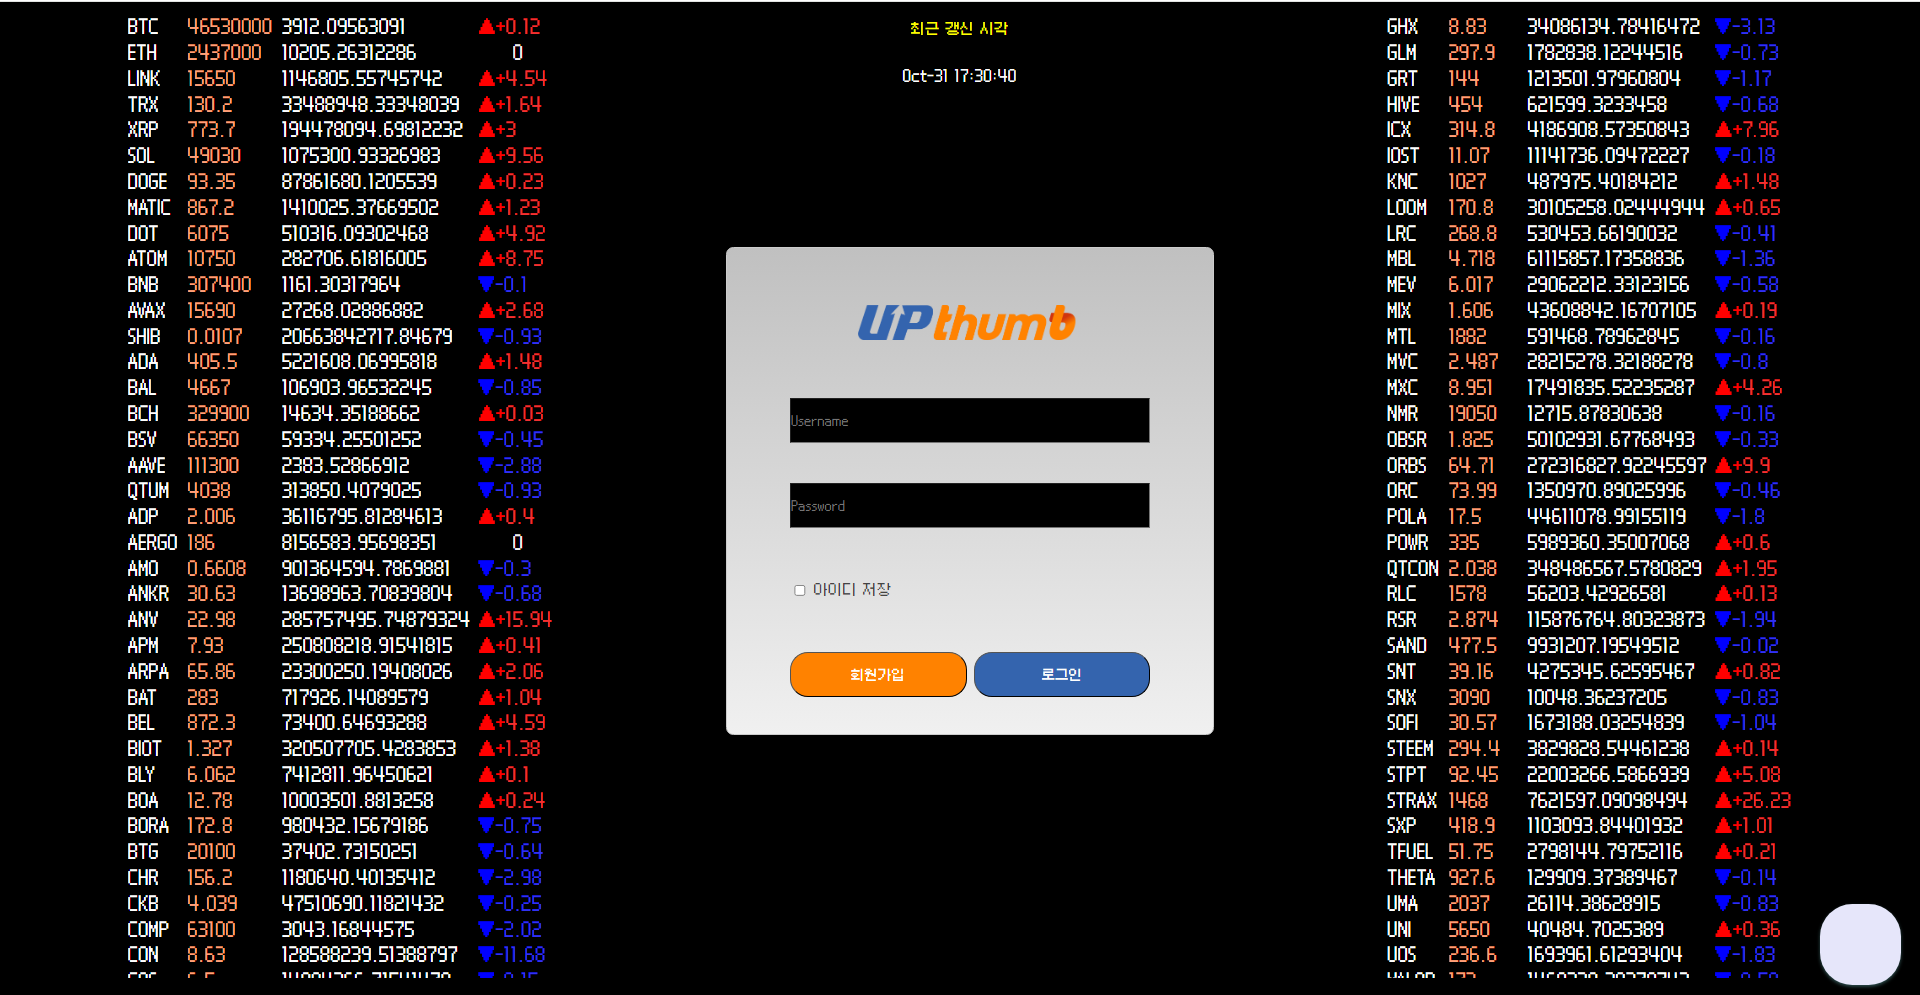 BTC 46530000 3912.09563091 ▲+0.12
ETH 2437000 10205.26312286 0
LINK 15650 1146805.55745742 ▲+4.54
TRX 130.2 33488948.33348039 ▲+1.64
XRP 773.7 194478094.69812232 ▲+3
SOL 49030 1075300.93326983 ▲+9.56
DOGE 93.35 87861680.1205539 ▲+0.23
MATIC 867.2 1410025.37669502 ▲+1.23
DOT 6075 510316.09302468 ▲+4.92
ATOM 10750 282706.61816005 ▲+8.75
BNB 307400 1161.30317964 ▼-0.1
AVAX 15690 27268.02886882 ▲+2.68
SHIB 0.0107 20663842717.84679 ▼-0.93
ADA 405.5 5221608.06995818 ▲+1.48
BAL 4667 106903.96532245 ▼-0.85
BCH 329900 14634.35188662 ▲+0.03
BSV 66350 59334.25501252 ▼-0.45
AAVE 111300 2383.52866912 ▼-2.88
QTUM 4038 313850.4079025 ▼-0.93
ADP 2.006 36116795.81284613 ▲+0.4
AERGO 186 8156583.95698351 0
AMO 0.6608 901364594.7869881 ▼-0.3
ANKR 30.63 13698963.70839804 ▼-0.68
ANV 22.98 285757495.74879324 ▲+15.94
APM 7.93 250808218.91541815 ▲+0.41
ARPA 65.86 23300250.19408026 ▲+2.06
BAT 283 717926.14089579 ▲+1.04
BEL 872.3 73400.64693288 ▲+4.59
BIOT 1.327 320507705.4283853 ▲+1.38
BLY 6.062 7412811.96450621 ▲+0.1
BOA 12.78 10003501.8813258 ▲+0.24
BORA 172.8 980432.15679186 ▼-0.75
BTG 20100 37402.73150251 ▼-0.64
CHR 156.2 1180640.40135412 ▼-2.98
CKB 4.039 47510690.11821432 ▼-0.25
COMP 63100 3043.16844575 ▼-2.02
CON 8.63 128588239.51388797 ▼-11.68
최근 갱신 시각
Oct-31 17:30:40
UPthumb
Username
Password
아이디 저장
회원가입 로그인
GHX 8.83 34086134.78416472 ▼-3.13
GLM 297.9 1782838.12244516 ▼-0.73
GRT 144 1213501.97960804 ▼-1.17
HIVE 454 621599.3233458 ▼-0.68
ICX 314.8 4186908.57350843 ▲+7.96
IOST 11.07 11141736.09472227 ▼-0.18
KNC 1027 487975.40184212 ▲+1.48
LOOM 170.8 30105258.02444944 ▲+0.65
LRC 268.8 530453.66190032 ▼-0.41
MBL 4.718 61115857.17358836 ▼-1.36
MEV 6.017 29062212.33123156 ▼-0.58
MIX 1.606 43608842.16707105 ▲+0.19
MTL 1882 591468.78962845 ▼-0.16
MVC 2.487 28215278.32188278 ▼-0.8
MXC 8.951 17491835.52235287 ▲+4.26
NMR 19050 12715.87830638 ▼-0.16
OBSR 1.825 50102931.67768493 ▼-0.33
ORBS 64.71 272316827.92245597 ▲+9.9
ORC 73.99 1350970.89025996 ▼-0.46
POLA 17.5 44611078.99155119 ▼-1.8
POWR 335 5989360.35007068 ▲+0.6
QTCON 2.038 348486567.5780829 ▲+1.95
RLC 1578 56203.42926581 ▲+0.13
RSR 2.874 115876764.80323873 ▼-1.94
SAND 477.5 9931207.19549512 ▼-0.02
SNT 39.16 4275345.62595467 ▲+0.82
SNX 3090 10048.36237205 ▼-0.83
SOFI 30.57 1673188.03254839 ▼-1.04
STEEM 294.4 3829828.54461238 ▲+0.14
STPT 92.45 22003266.5866939 ▲+5.08
STRAX 1468 7621597.09098494 ▲+26.23
SXP 418.9 1103093.84401932 ▲+1.01
TFUEL 51.75 2798144.79752116 ▲+0.21
THETA 927.6 129909.37389467 ▼-0.14
UMA 2037 26114.38628915 ▼-0.83
UNI 5650 40484.7025389 ▲+0.36
UOS 236.6 1693961.61293404 ▼-1.83